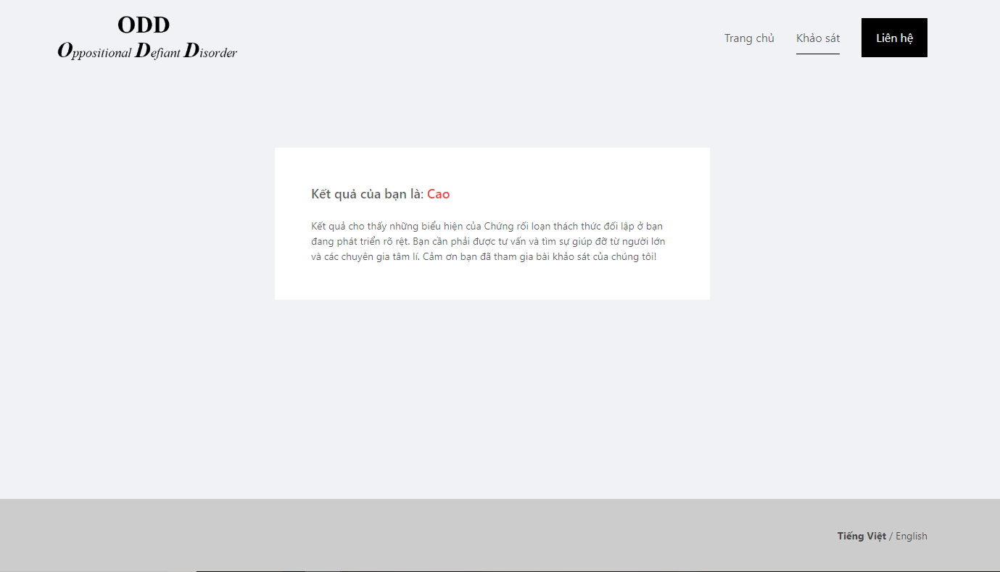 ODD
Oppositional Defiant Disorder
Trang chủ
Khảo sát
Liên hệ
Kết quả của bạn là: Cao
Kết quả cho thấy những biểu hiện của Chứng rối loạn thách thức đối lập ở bạn
đang phát triển rõ rệt. Bạn cần phải được tư vấn và tìm sự giúp đỡ từ người lớn
và các chuyên gia tâm lí. Cảm ơn bạn đã tham gia bài khảo sát của chúng tôi!
Tiếng Việt / English